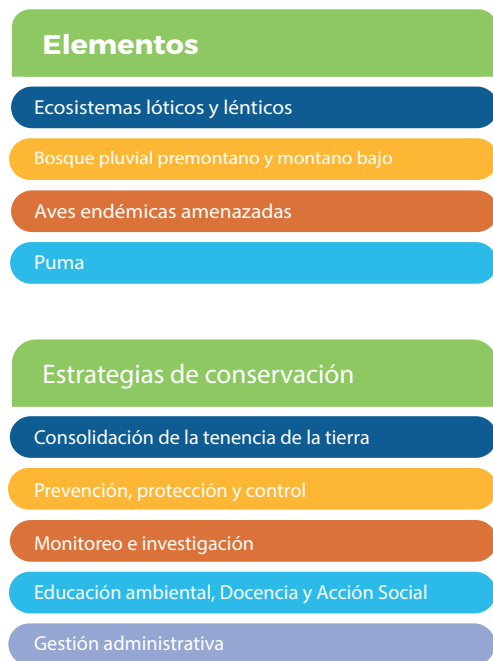 Elementos
Ecosistemas lóticos y lénticos
Bosque pluvial premontano y montano bajo
Aves endémicas amenazadas
Puma
Estrategias de conservación
Consolidación de la tenencia de la tierra
Prevención, protección y control
Monitoreo e investigación
Educación ambiental, Docencia y Acción Social
Gestión administrativa